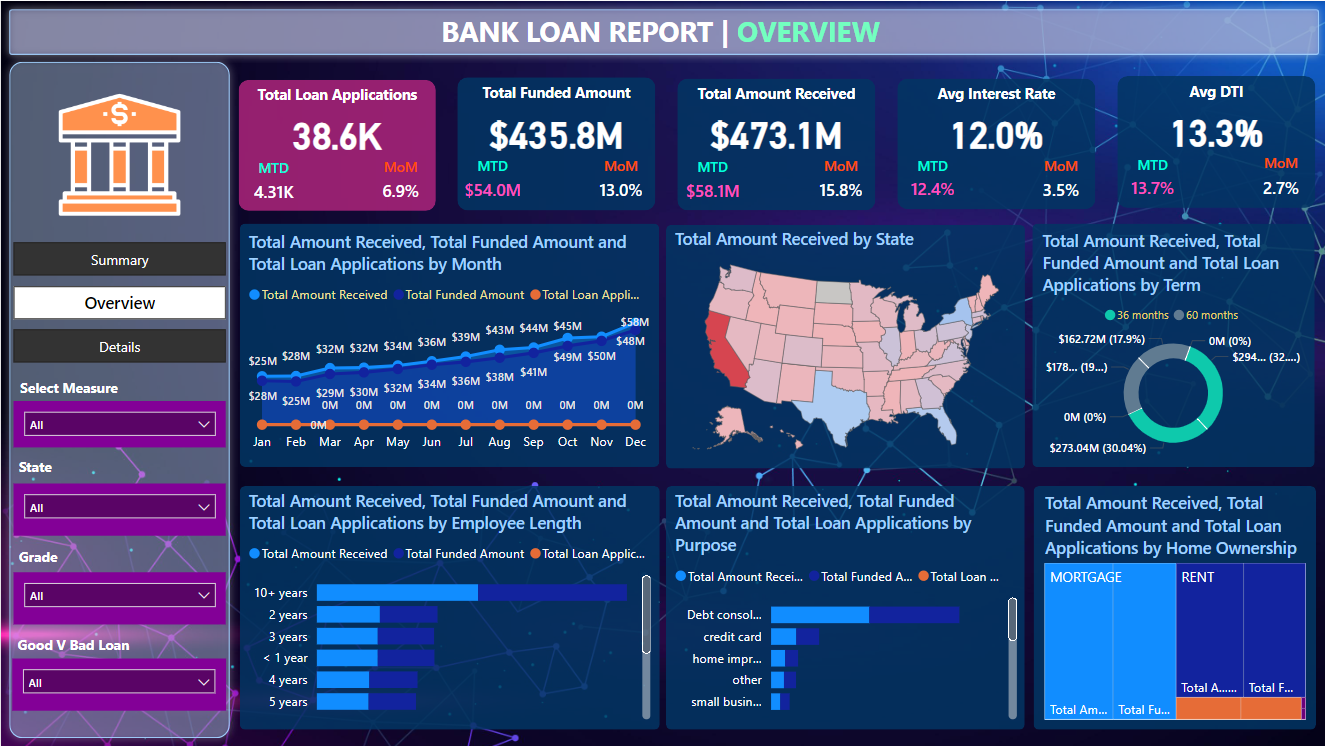 BANK LOAN REPORT | OVERVIEW
$
Summary
Overview
Details
Select Measure
All
State
All
Grade
All
Good V Bad Loan
All
Total Loan Applications
38.6K
MTD MoM
4.31K 6.9%
Total Funded Amount
$435.8M
MTD MoM
$54.0M 13.0%
Total Amount Received
$473.1M
MTD MoM
$58.1M 15.8%
Avg Interest Rate
12.0%
MTD MoM
12.4% 3.5%
Avg DTI
13.3%
MTD MoM
13.7% 2.7%
Total Amount Received, Total Funded Amount and
Total Loan Applications by Month
Total Amount Received Total Funded Amount Total Loan Appli...
$25M $28M $32M $32M $34M $36M $39M $43M $44M $45M $58M
$28M $25M $29M $30M $32M $34M $36M $38M $41M $49M $50M $48M
0M 0M 0M 0M 0M 0M 0M 0M 0M 0M 0M
Jan Feb Mar Apr May Jun Jul Aug Sep Oct Nov Dec
Total Amount Received by State
Total Amount Received, Total
Funded Amount and Total Loan
Applications by Term
36 months 60 months
$162.72M (17.9%) 0M (0%)
$294... (32....)
$178... (19...)
0M (0%)
$273.04M (30.04%)
Total Amount Received, Total Funded Amount and
Total Loan Applications by Employee Length
Total Amount Received Total Funded Amount Total Loan Applic...
10+ years
2 years
3 years
< 1 year
4 years
5 years
Total Amount Received, Total Funded
Amount and Total Loan Applications by
Purpose
Total Amount Recei... Total Funded A... Total Loan ...
Debt consol...
credit card
home impr...
other
small busin...
Total Amount Received, Total
Funded Amount and Total Loan
Applications by Home Ownership
MORTGAGE RENT
Total A...... Total F...
Total Am... Total Fu...